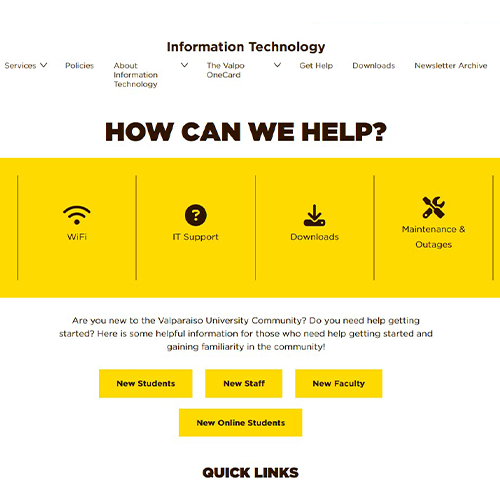 Information Technology
Services
Policies
About
Information
Technology
The Valpo
OneCard
Get Help
Downloads
Newsletter Archive
HOW CAN WE HELP?
WiFi
IT Support
Downloads
Maintenance &
Outages
Are you new to the Valparaiso University Community? Do you need help getting
started? Here is some helpful information for those who need help getting started and
gaining familiarity in the community!
New Students
New Staff
New Faculty
New Online Students
QUICK LINKS